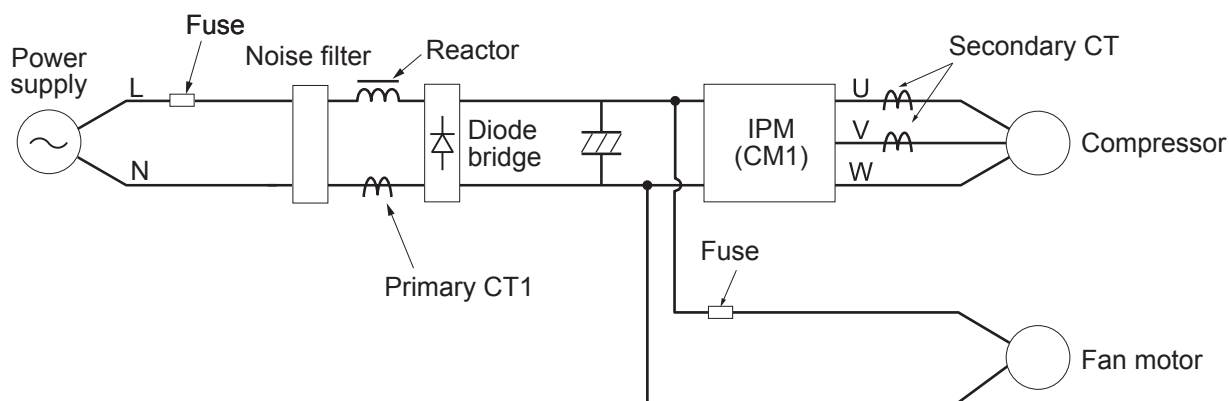 Fuse
Power
supply
Noise filter
Reactor
Secondary CT
L
Diode
bridge
IPM
(CM1)
U
V
W
Compressor
N
Primary CT1
Fuse
Fan motor